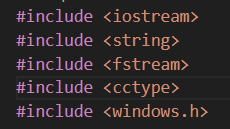 #include <iostream>
#include <string>
#include <fstream>
#include <cctype>
#include <windows.h>